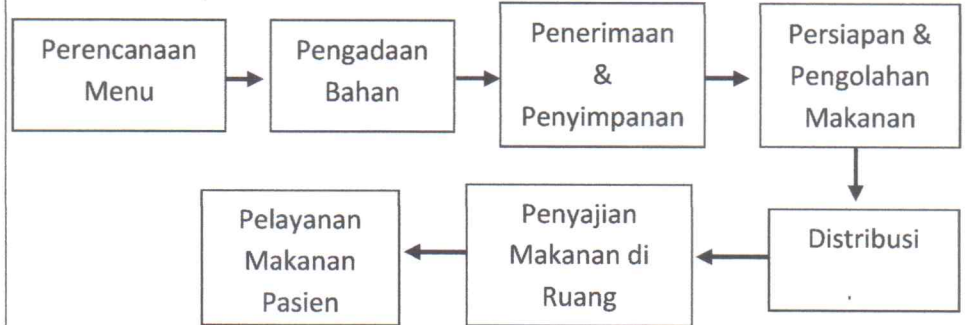 Perencanaan
Menu
Pengadaan
Bahan
Penerimaan
&
Penyimpanan
Persiapan &
Pengolahan
Makanan
Distribusi
Penyajian
Makanan di
Ruang
Pelayanan
Makanan
Pasien